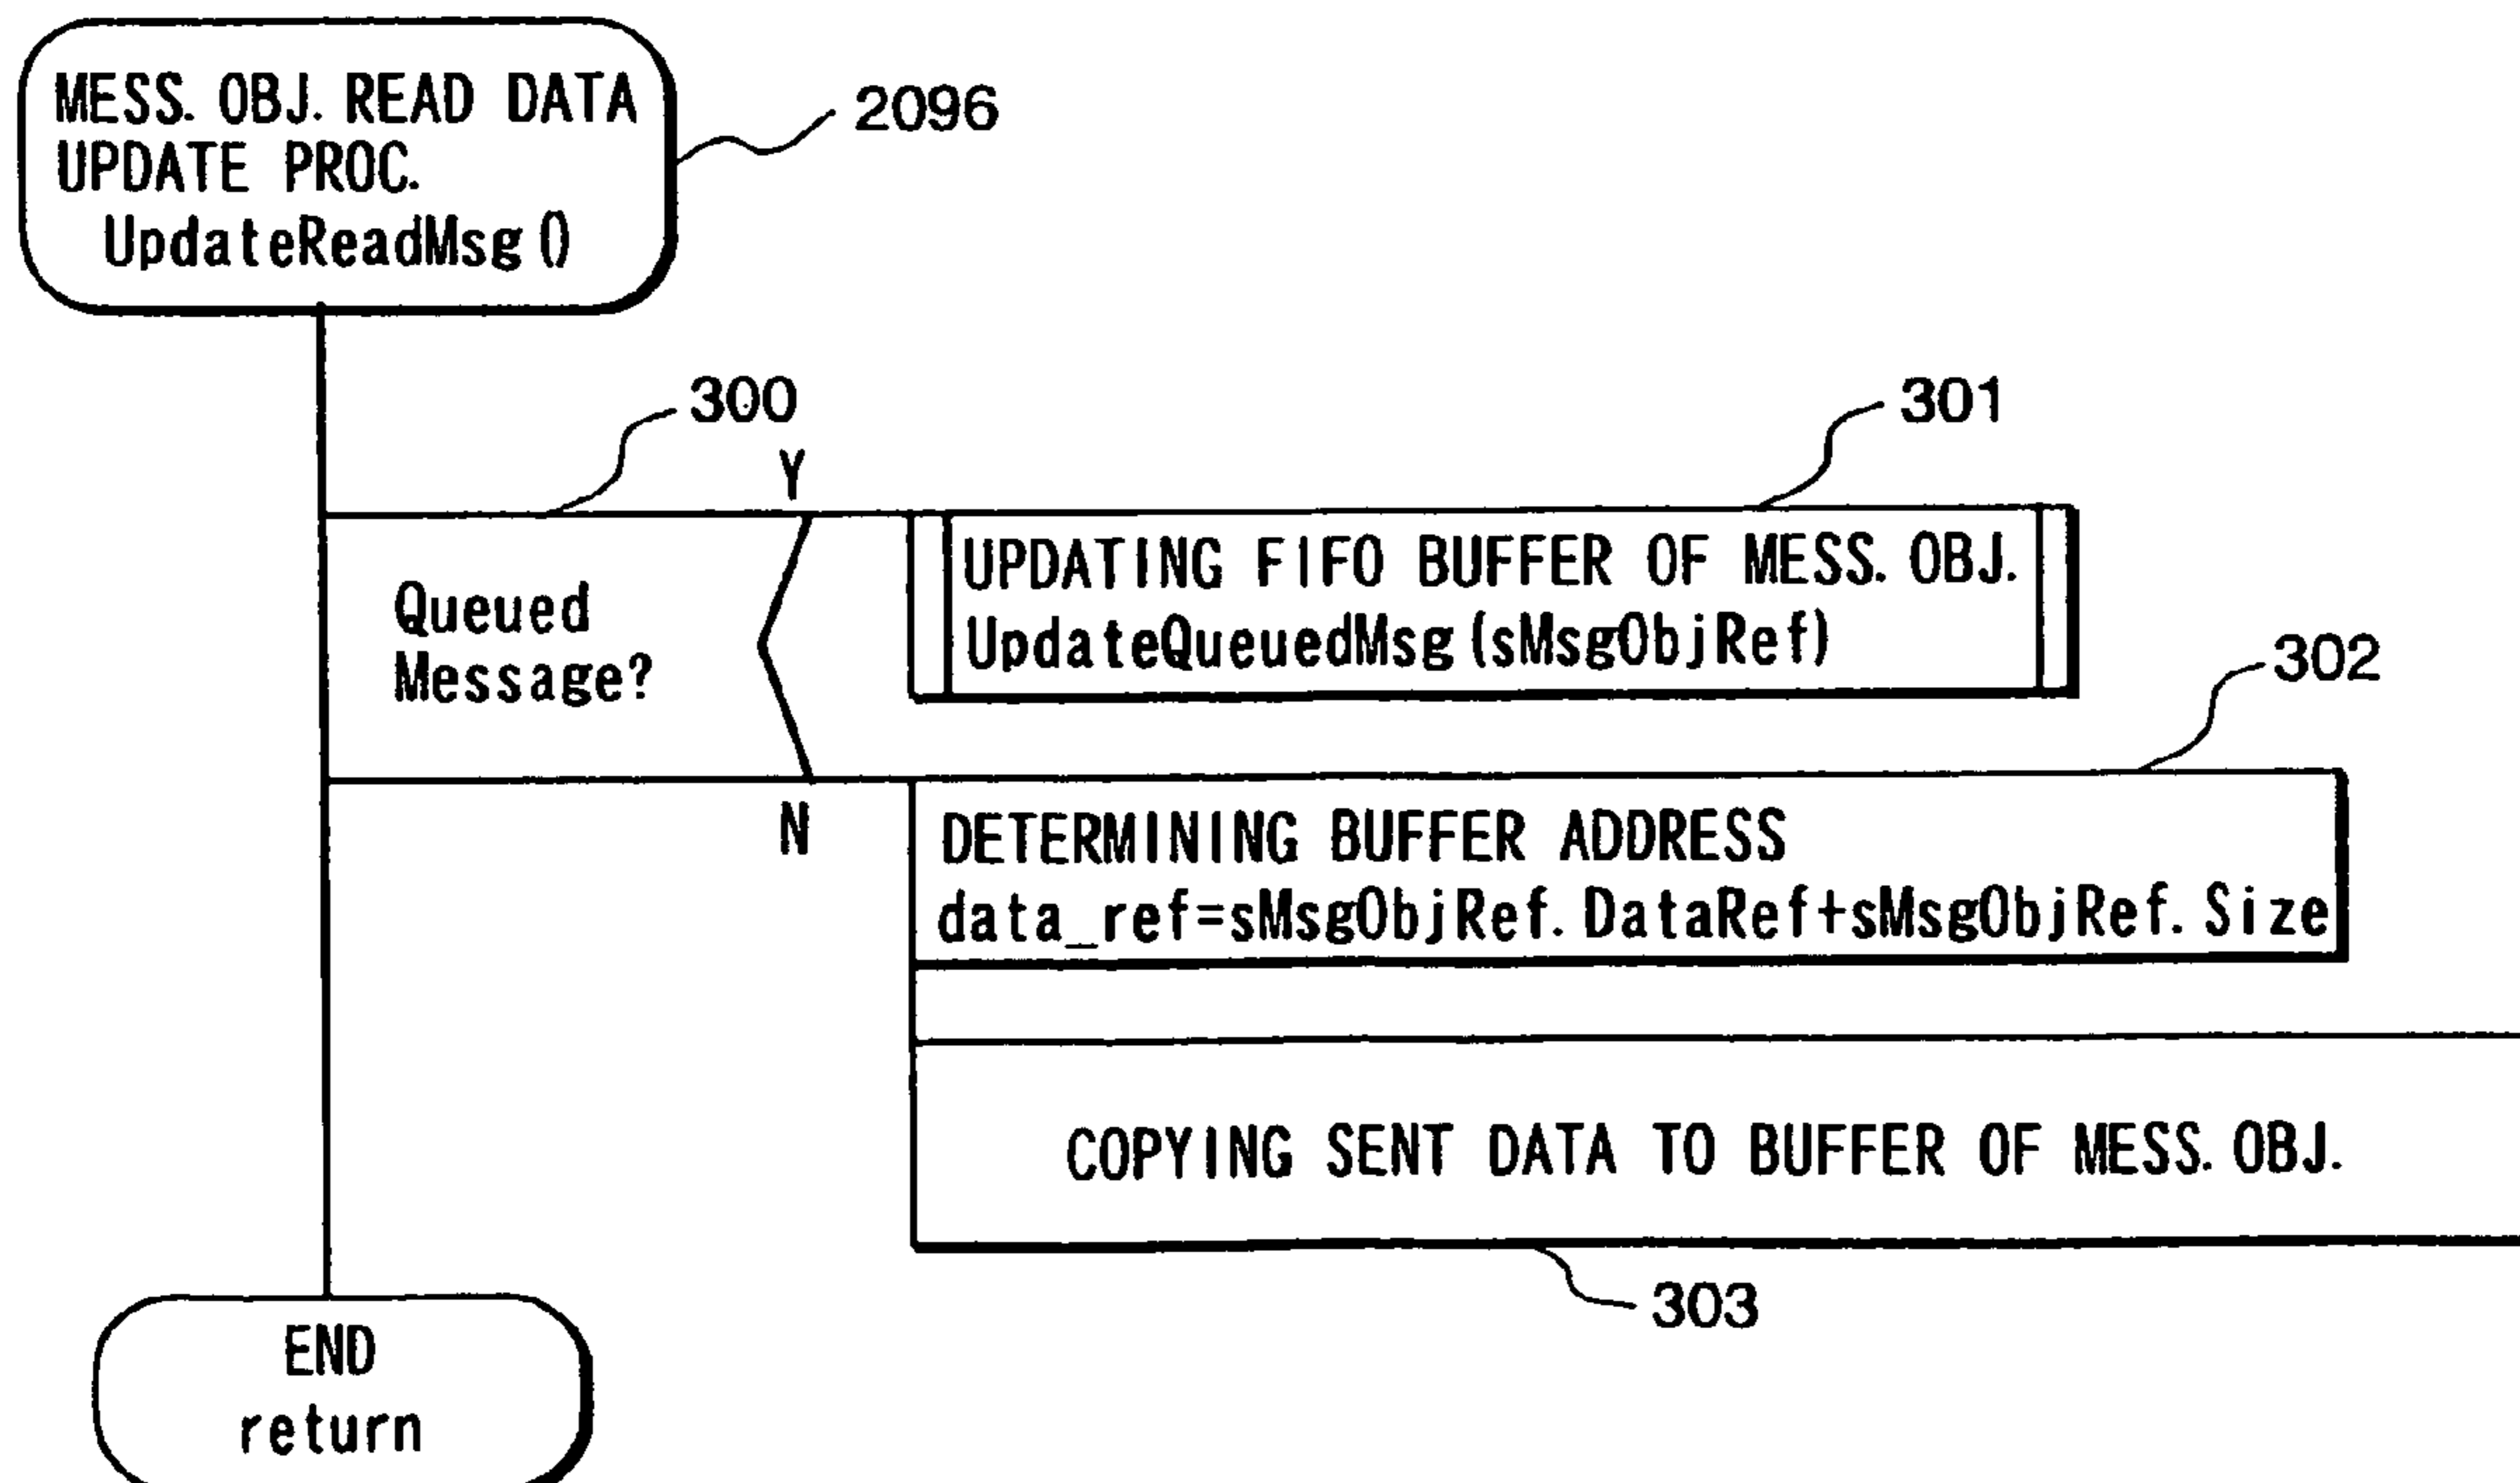 MESS. OBJ. READ DATA
UPDATE PROC.
UpdateReadMsg()
2096
300
301
Y
Queued
Message?
UPDATING FIFO BUFFER OF MESS. OBJ.
UpdateQueuedMsg(sMsgObjRef)
302
N
DETERMINING BUFFER ADDRESS
data_ref=sMsgObjRef.DataRef+sMsgObjRef.Size
COPYING SENT DATA TO BUFFER OF MESS. OBJ.
303
END
return